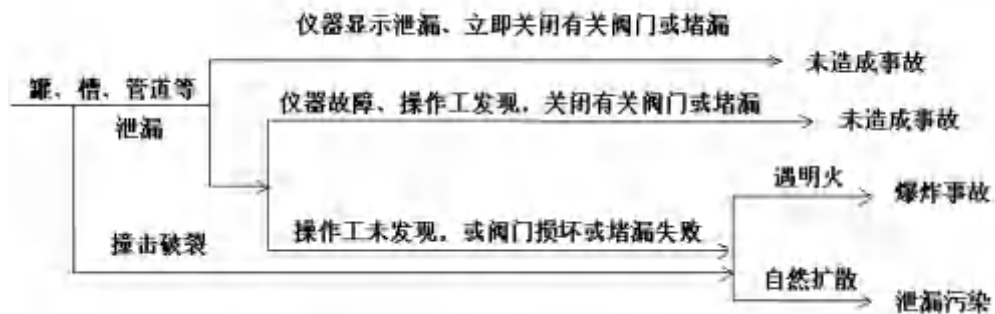 仪器显示泄漏、立即关闭有关阀门或堵漏
未造成事故
罐、槽、管道等
泄漏
仪器故障、操作工发现，关闭有关阀门或堵漏
未造成事故
遇明火
爆炸事故
操作工未发现，或阀门损坏或堵漏失败
撞击破裂
自然扩散
泄漏污染